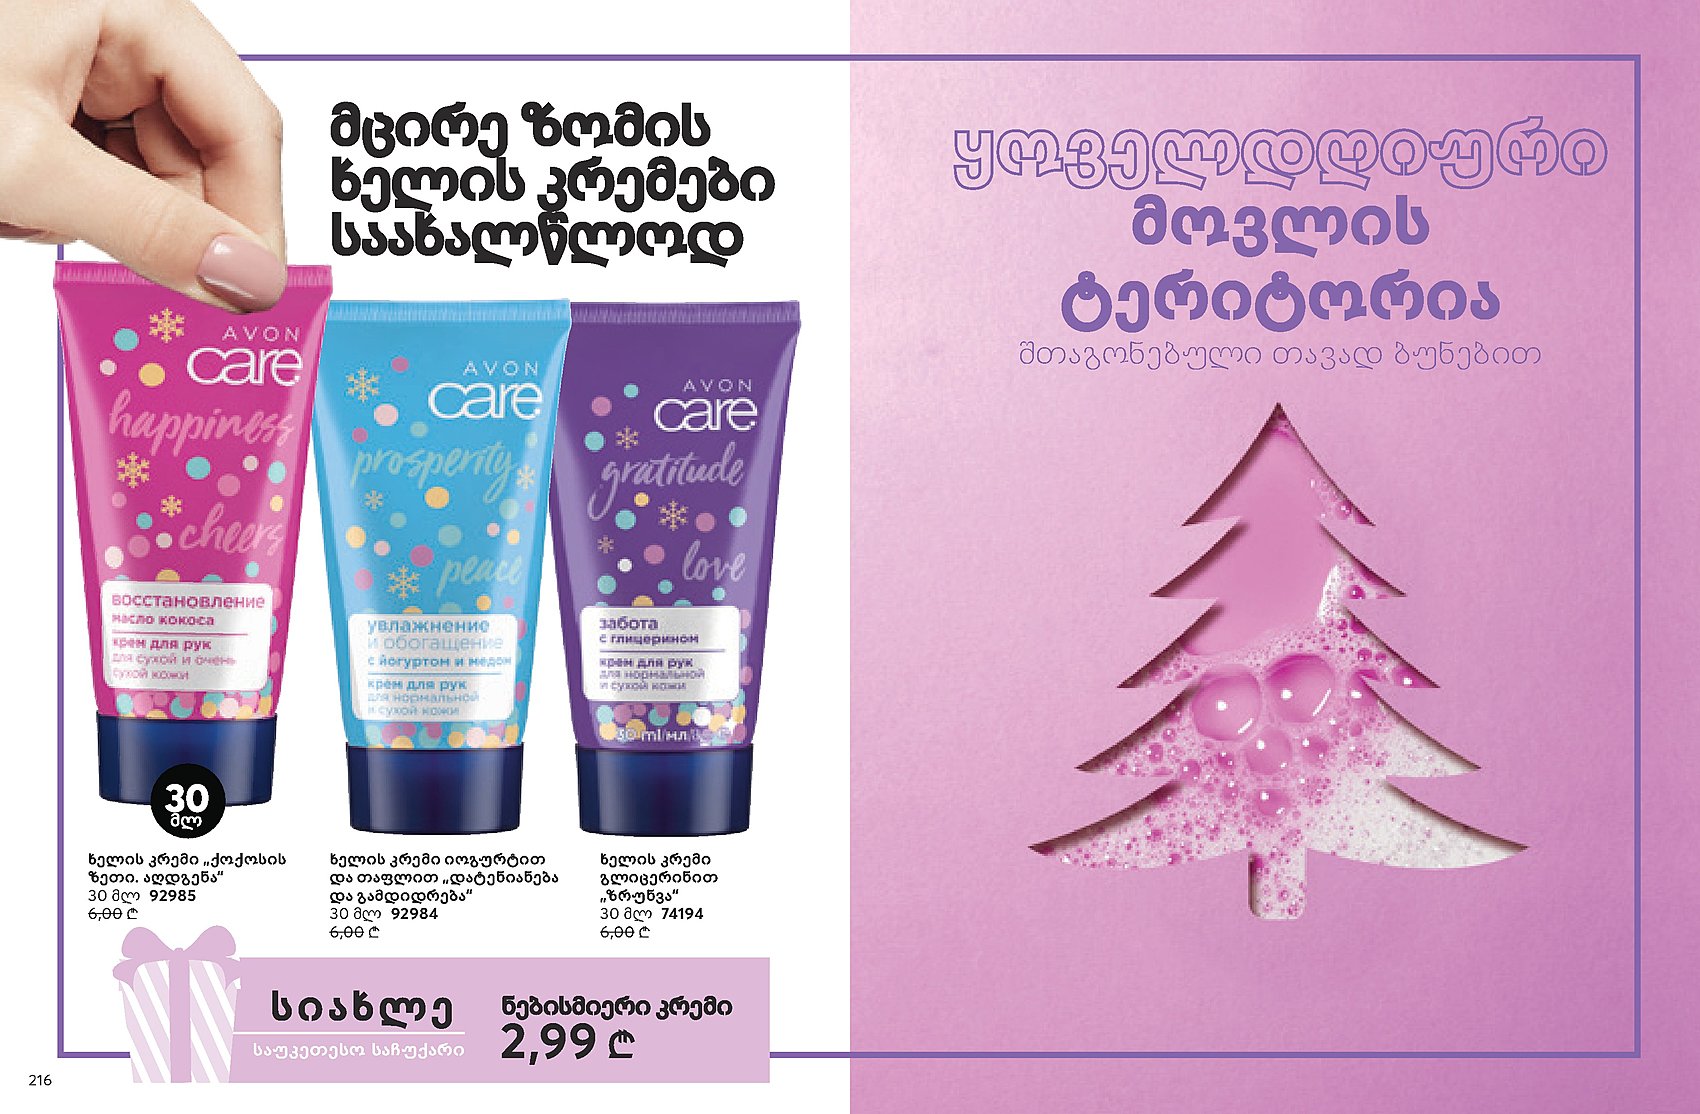 მცირე ზომის
ხელის კრემები
საახალწლოდ
AVON
care
happiness
cheers
восстановление
масло кокоса
крем для рук
для сухой и очень
сухой кожи
AVON
care
prosperity
peace
увлажнение
и обогащение
с йогуртом и медом
крем для рук
для нормальной
и сухой кожи
AVON
care
gratitude
love
забота
с глицерином
крем для рук
для нормальной
и сухой кожи
30 ml/мл
30
მლ
ხელის კრემი „ქოქოსის
ზეთი. აღდგენა“
30 მლ 92985
6,00 ₾
ხელის კრემი იოგურტით
და თაფლით „დატენიანება
და გამდიდრება“
30 მლ 92984
6,00 ₾
ხელის კრემი
გლიცერინით
„ზრუნვა“
30 მლ 74194
6,00 ₾
სიახლე
საუკეთესო საჩუქარი
ნებისმიერი კრემი
2,99 ₾
216
ყოველდღიური
მოვლის
ტერიტორია
შთაგონებული თავად ბუნებით